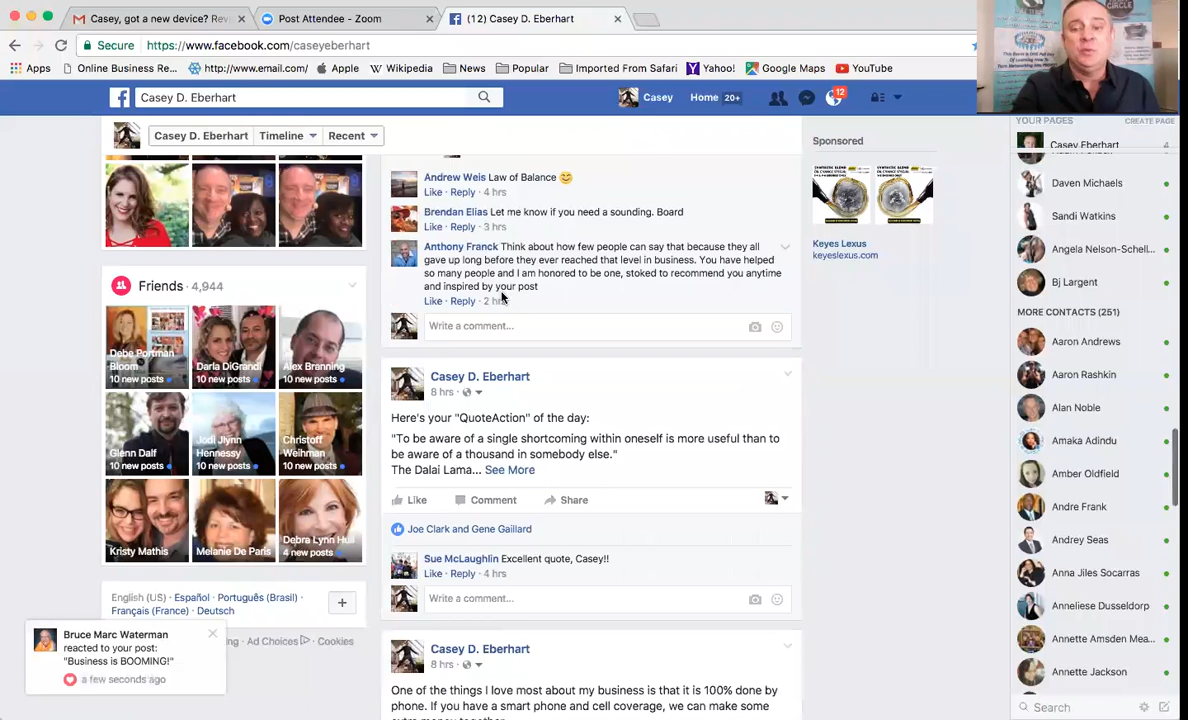 Casey, got a new device? Rev
Post Attendee - Zoom
(12) Casey D. Eberhart
Secure
https://www.facebook.com/caseyeberhart
Apps
Online Business Re...
http://www.email.com/
Apple
Wikipedia
News
Popular
Imported From Safari
Yahoo!
Google Maps
YouTube
Casey D. Eberhart
Casey
Home 20+
12
Casey D. Eberhart
Timeline
Recent
Friends · 4,944
Debe Portman
Bloom
10 new posts
Darla DiGrandi
10 new posts
Alex Branning
10 new posts
Glenn Dalf
10 new posts
Jodi Jlynn
Hennessy
10 new posts
Christoff
Weihman
10 new posts
Kristy Mathis
Melanie De Paris
Debra Lynn
4 new posts
English (US) · Español · Português (Brasil) ·
Français (France) · Deutsch
Ad Choices
Cookies
Bruce Marc Waterman
reacted to your post:
"Business is BOOMING!"
a few seconds ago
Andrew Weis Law of Balance 😊
Like · Reply · 4 hrs
Brendan Elias Let me know if you need a sounding. Board
Like · Reply · 3 hrs
Anthony Franck Think about how few people can say that because they all
gave up long before they ever reached that level in business. You have helped
so many people and I am honored to be one, stoked to recommend you anytime
and inspired by your post
Like · Reply · 2 hrs
Write a comment...
Casey D. Eberhart
8 hrs ·
Here's your "QuoteAction" of the day:
"To be aware of a single shortcoming within oneself is more useful than to
be aware of a thousand in somebody else."
The Dalai Lama... See More
Like
Comment
Share
Joe Clark and Gene Gaillard
Sue McLaughlin Excellent quote, Casey!!
Like · Reply · 4 hrs
Write a comment...
Casey D. Eberhart
8 hrs ·
One of the things I love most about my business is that it is 100% done by
phone. If you have a smart phone and cell coverage, we can make some
Sponsored
Keyes Lexus
keyeslexus.com
YOUR PAGES
CREATE PAGE
Casey Eberhart
4
Daven Michaels
Sandi Watkins
Angela Nelson-Schell...
Bj Largent
MORE CONTACTS (251)
Aaron Andrews
Aaron Rashkin
Alan Noble
Amaka Adindu
Amber Oldfield
Andre Frank
Andrey Seas
Anna Jiles Socarras
Anneliese Dusseldorp
Annette Amsden Mea...
Annette Jackson
Search